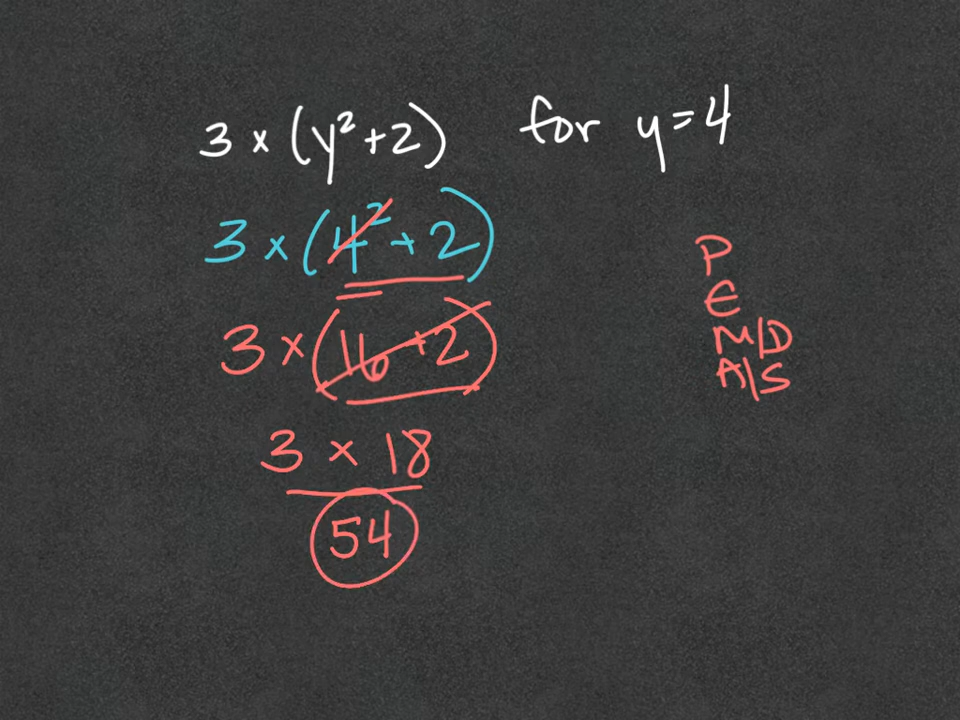 3 × (y² + 2) for y = 4
3 × (4² + 2)
3 × (16 + 2)
3 × 18
54
P
E
M|D
A|S